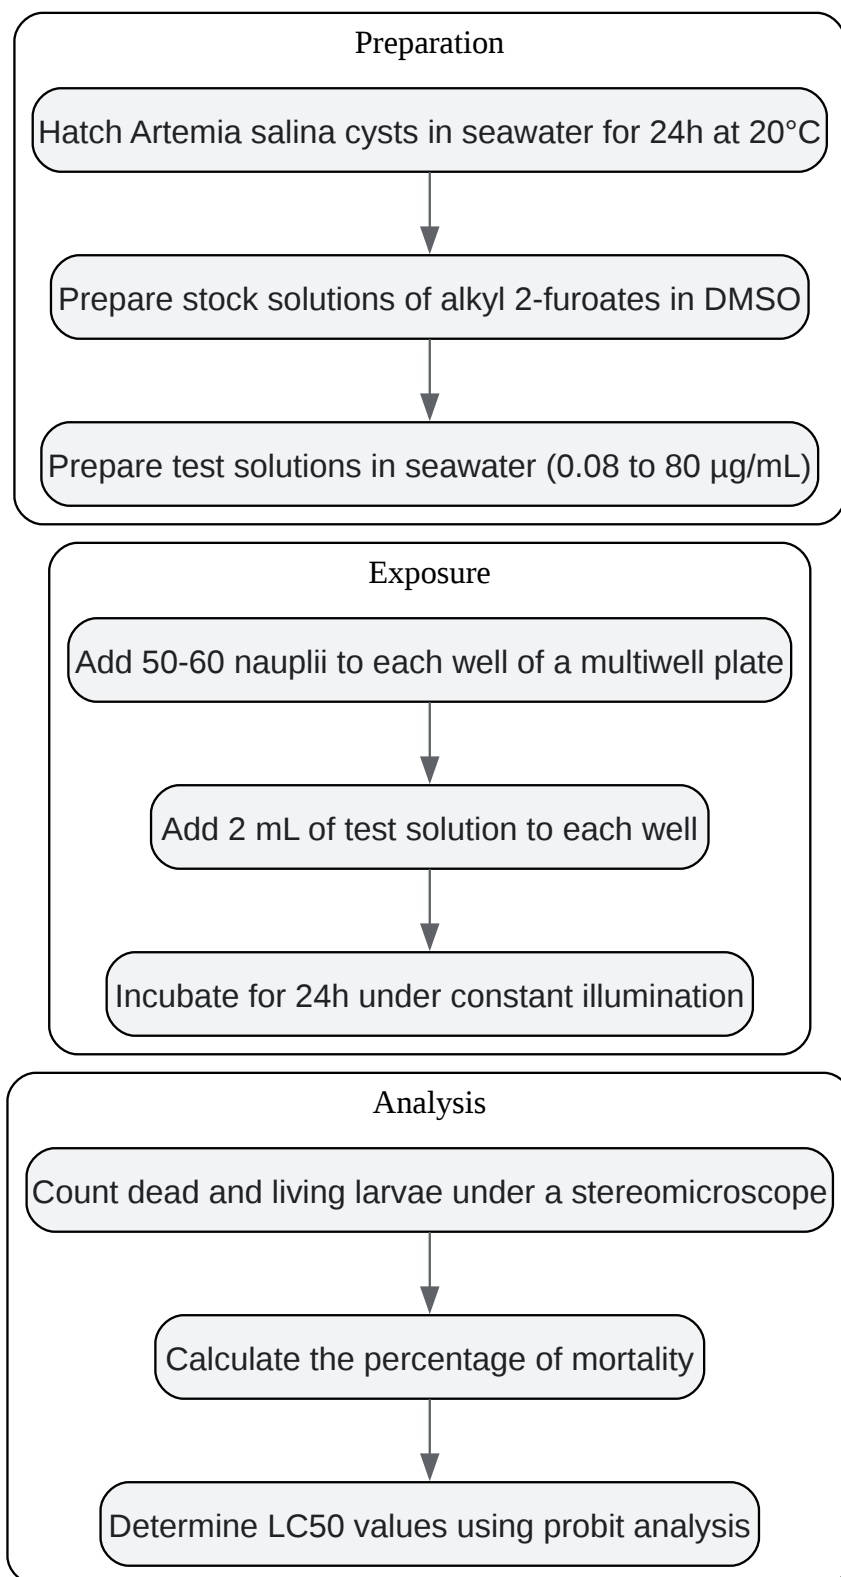 Preparation
Hatch Artemia salina cysts in seawater for 24h at 20°C
Prepare stock solutions of alkyl 2-furoates in DMSO
Prepare test solutions in seawater (0.08 to 80 µg/mL)
Exposure
Add 50-60 nauplii to each well of a multiwell plate
Add 2 mL of test solution to each well
Incubate for 24h under constant illumination
Analysis
Count dead and living larvae under a stereomicroscope
Calculate the percentage of mortality
Determine LC50 values using probit analysis